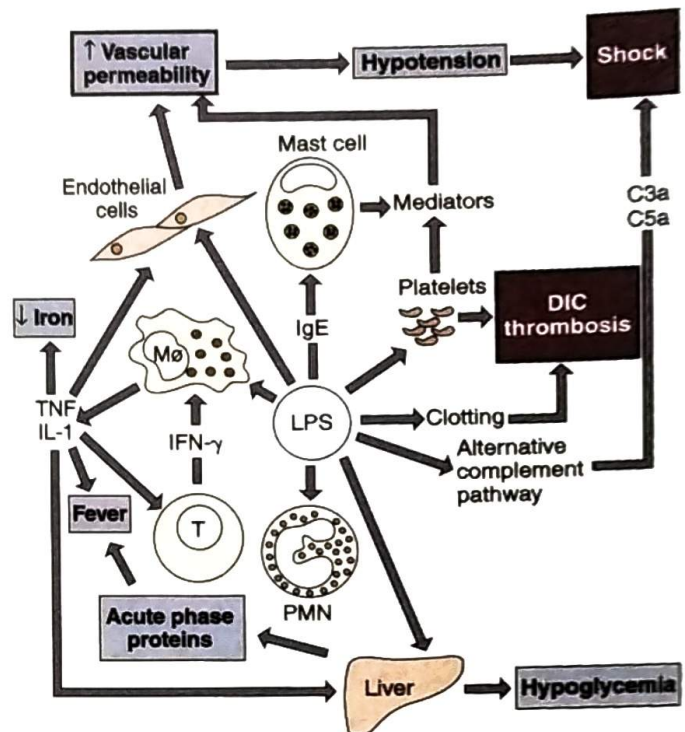 ↑ Vascular
permeability
Hypotension
Shock
Mast cell
Endothelial
cells
Mediators
C3a
C5a
Platelets
DIC
thrombosis
↓ Iron
IgE
Mø
TNF
IL-1
IFN-γ
LPS
Clotting
Alternative
complement
pathway
Fever
T
PMN
Acute phase
proteins
Liver
Hypoglycemia